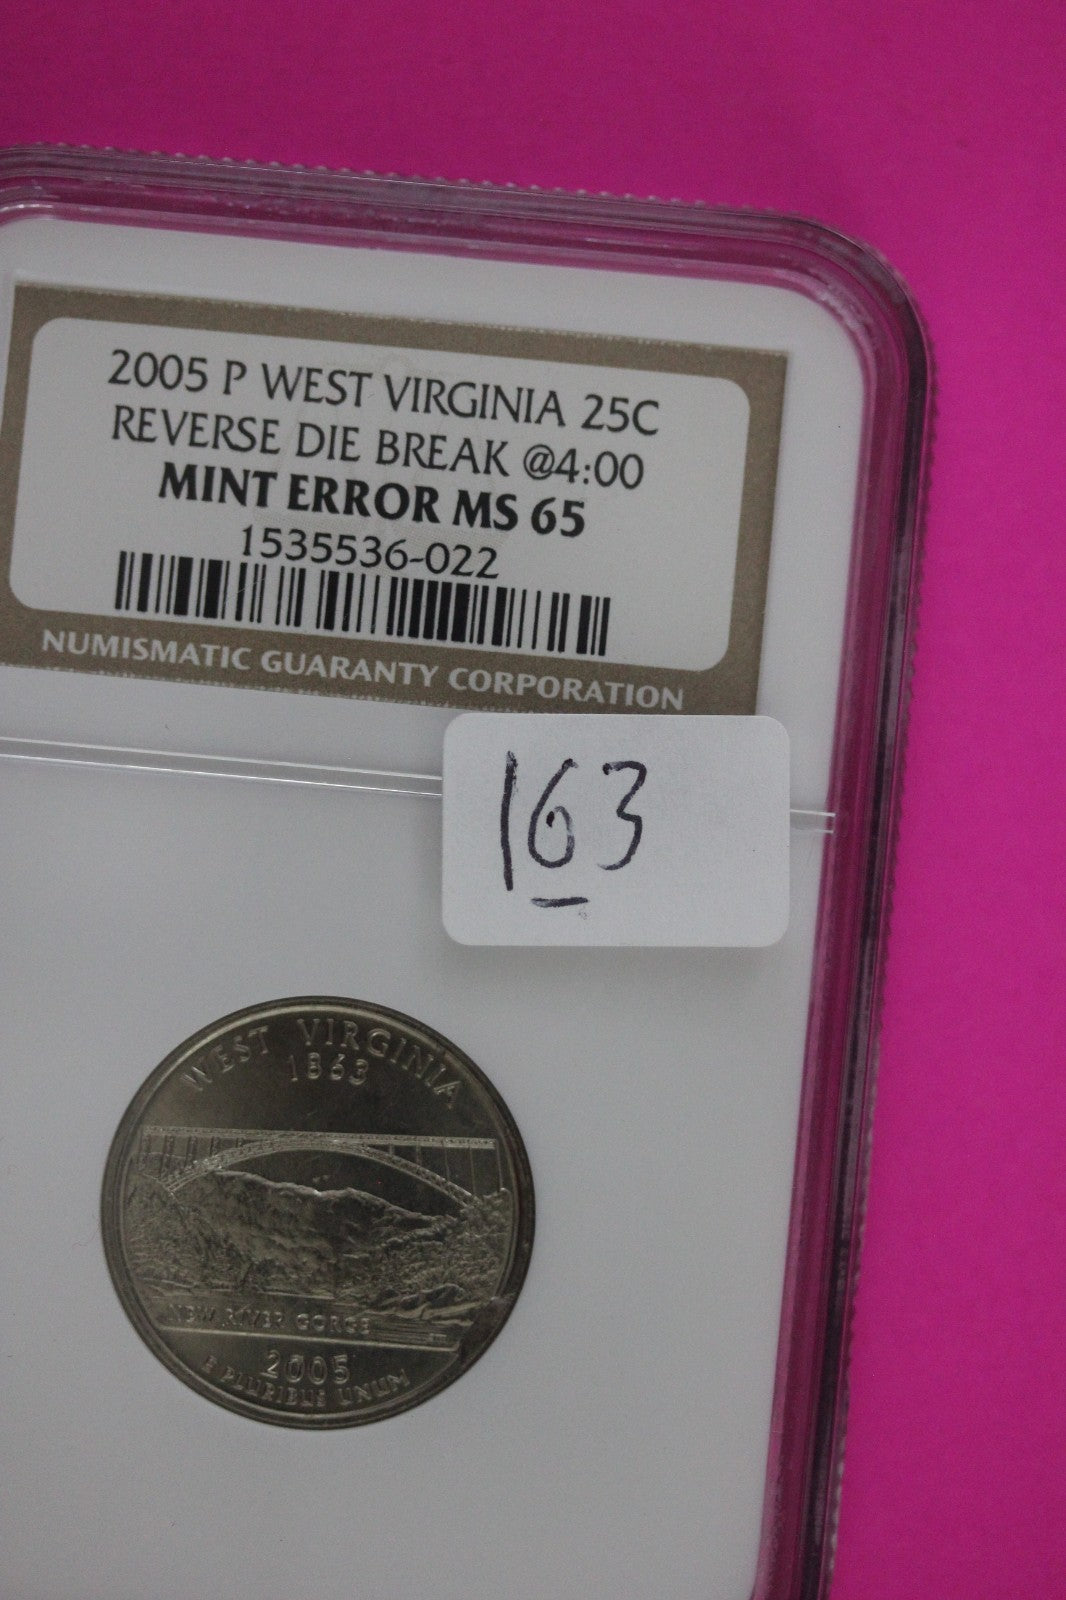 2005 P WEST VIRGINIA 25C
REVERSE DIE BREAK @4:00
MINT ERROR MS 65
1535536-022
NUMISMATIC GUARANTY CORPORATION
163
WEST VIRGINIA
1863
NEW RIVER GORGE
2005
E PLURIBUS UNUM